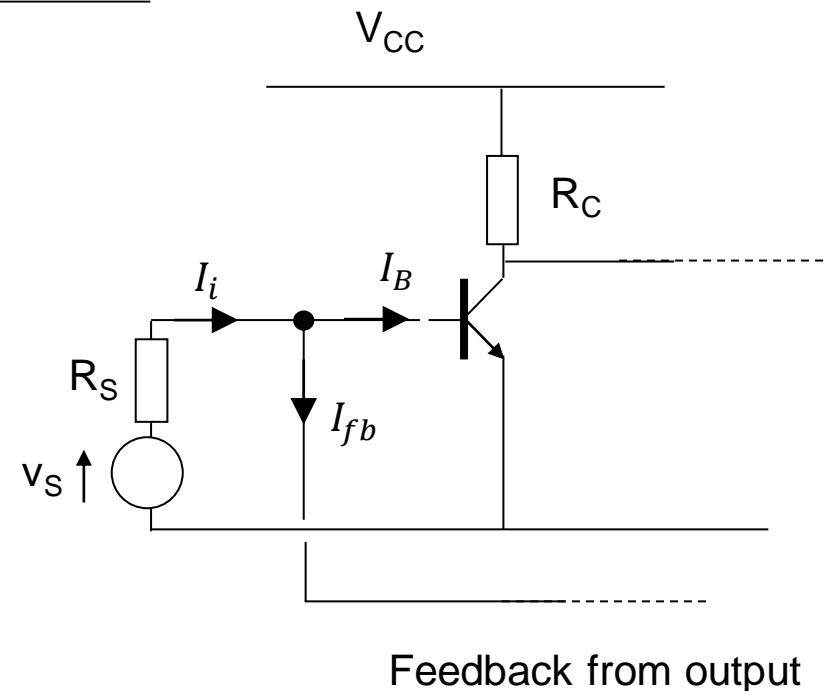 V_CC
R_C
I_i
I_B
R_S
I_fb
v_S
Feedback from output